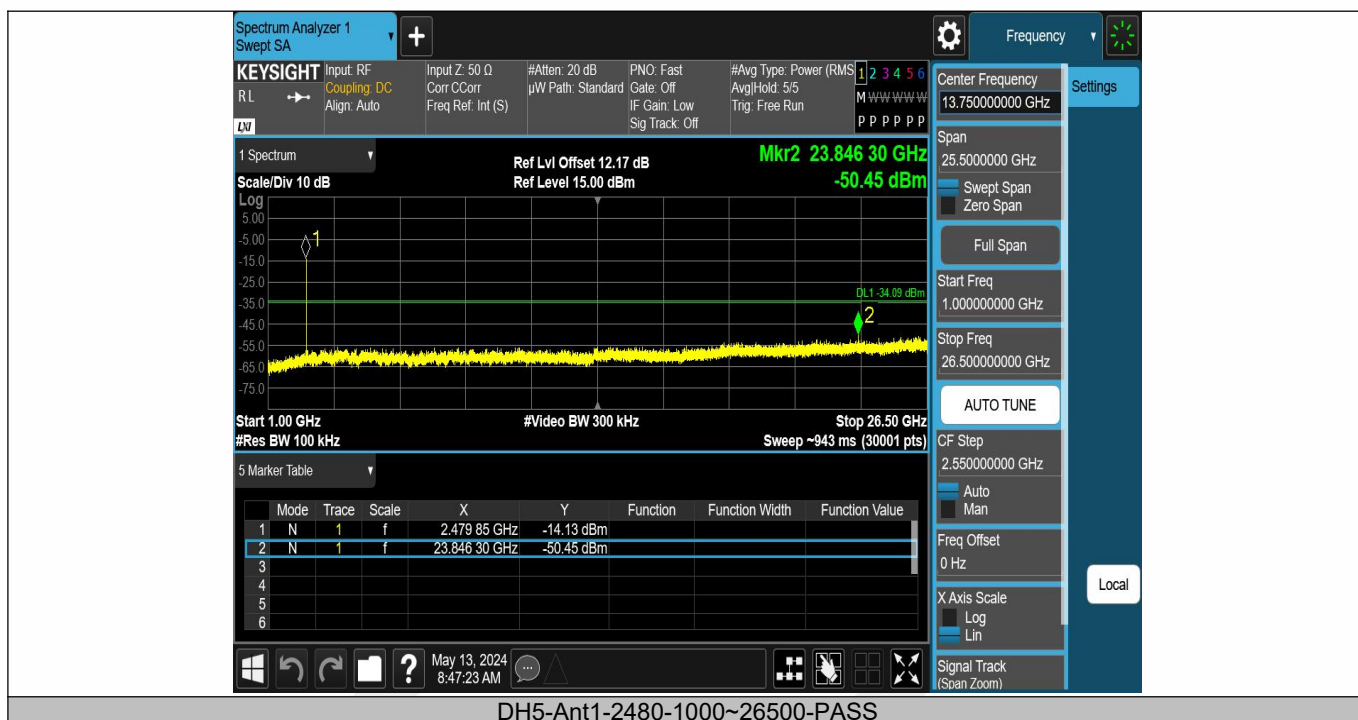 Spectrum Analyzer 1
Swept SA
+
Frequency
KEYSIGHT
RL
LXI
Input: RF
Coupling: DC
Align: Auto
Input Z: 50 Ω
Corr CCorr
Freq Ref: Int (S)
#Atten: 20 dB
µW Path: Standard
PNO: Fast
Gate: Off
IF Gain: Low
Sig Track: Off
#Avg Type: Power (RMS
Avg|Hold: 5/5
Trig: Free Run
1 2 3 4 5 6
M W W W W W
P P P P P P
1 Spectrum
Scale/Div 10 dB
Ref Lvl Offset 12.17 dB
Ref Level 15.00 dBm
Mkr2 23.846 30 GHz
-50.45 dBm
Log
5.00
-5.00
-15.0
-25.0
-35.0
-45.0
-55.0
-65.0
-75.0
1
DL1 -34.09 dBm
2
Start 1.00 GHz
#Video BW 300 kHz
Stop 26.50 GHz
#Res BW 100 kHz
Sweep ~943 ms (30001 pts)
5 Marker Table
Mode Trace Scale X Y Function Function Width Function Value
1 N 1 f 2.479 85 GHz -14.13 dBm
2 N 1 f 23.846 30 GHz -50.45 dBm
3
4
5
6
May 13, 2024
8:47:23 AM
Center Frequency
13.750000000 GHz
Settings
Span
25.5000000 GHz
Swept Span
Zero Span
Full Span
Start Freq
1.000000000 GHz
Stop Freq
26.50000000 GHz
AUTO TUNE
CF Step
2.550000000 GHz
Auto
Man
Freq Offset
0 Hz
Local
X Axis Scale
Log
Lin
Signal Track
(Span Zoom)
DH5-Ant1-2480-1000~26500-PASS